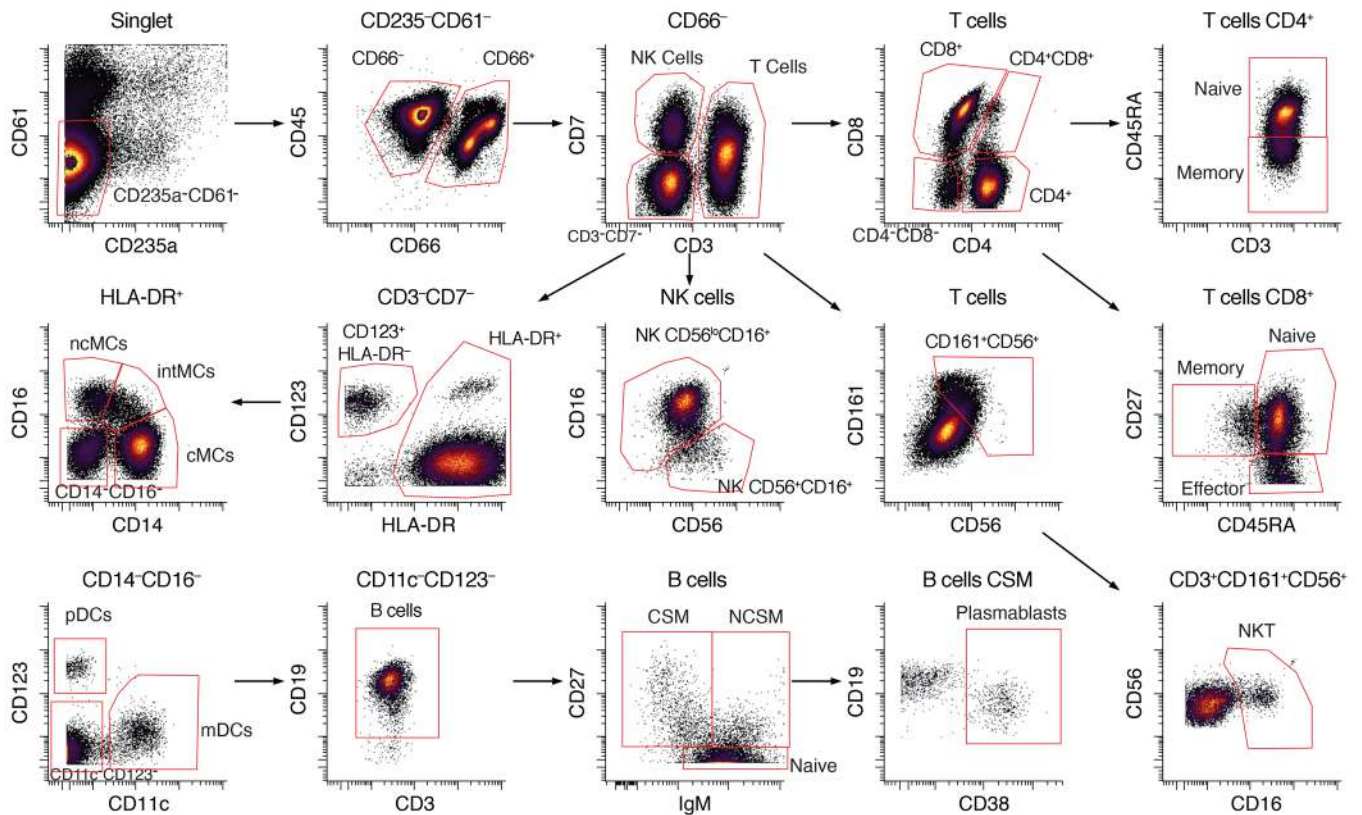 Singlet
CD61
CD235a⁻CD61⁻
CD235a
CD235⁻CD61⁻
CD45
CD66⁻
CD66⁺
CD66
CD66⁻
CD7
NK Cells
T Cells
CD3⁻CD7⁻
CD3
T cells
CD8
CD8⁺
CD4⁺CD8⁺
CD4⁺
CD4⁻CD8⁻
CD4
T cells CD4⁺
CD45RA
Naive
Memory
CD3
HLA-DR⁺
CD16
ncMCs
intMCs
cMCs
CD14⁻CD16⁻
CD14
CD3⁻CD7⁻
CD123
CD123⁺
HLA-DR⁻
HLA-DR⁺
HLA-DR
NK cells
CD16
NK CD56ˡᵒCD16⁺
NK CD56⁺CD16⁺
CD56
T cells
CD161
CD161⁺CD56⁺
CD56
T cells CD8⁺
CD27
Naive
Memory
Effector
CD45RA
CD14⁻CD16⁻
CD123
pDCs
mDCs
CD11c⁻CD123⁻
CD11c
CD11c⁻CD123⁻
CD19
B cells
CD3
B cells
CD27
CSM
NCSM
Naive
IgM
B cells CSM
CD19
Plasmablasts
CD38
CD3⁺CD161⁺CD56⁺
CD56
NKT
CD16